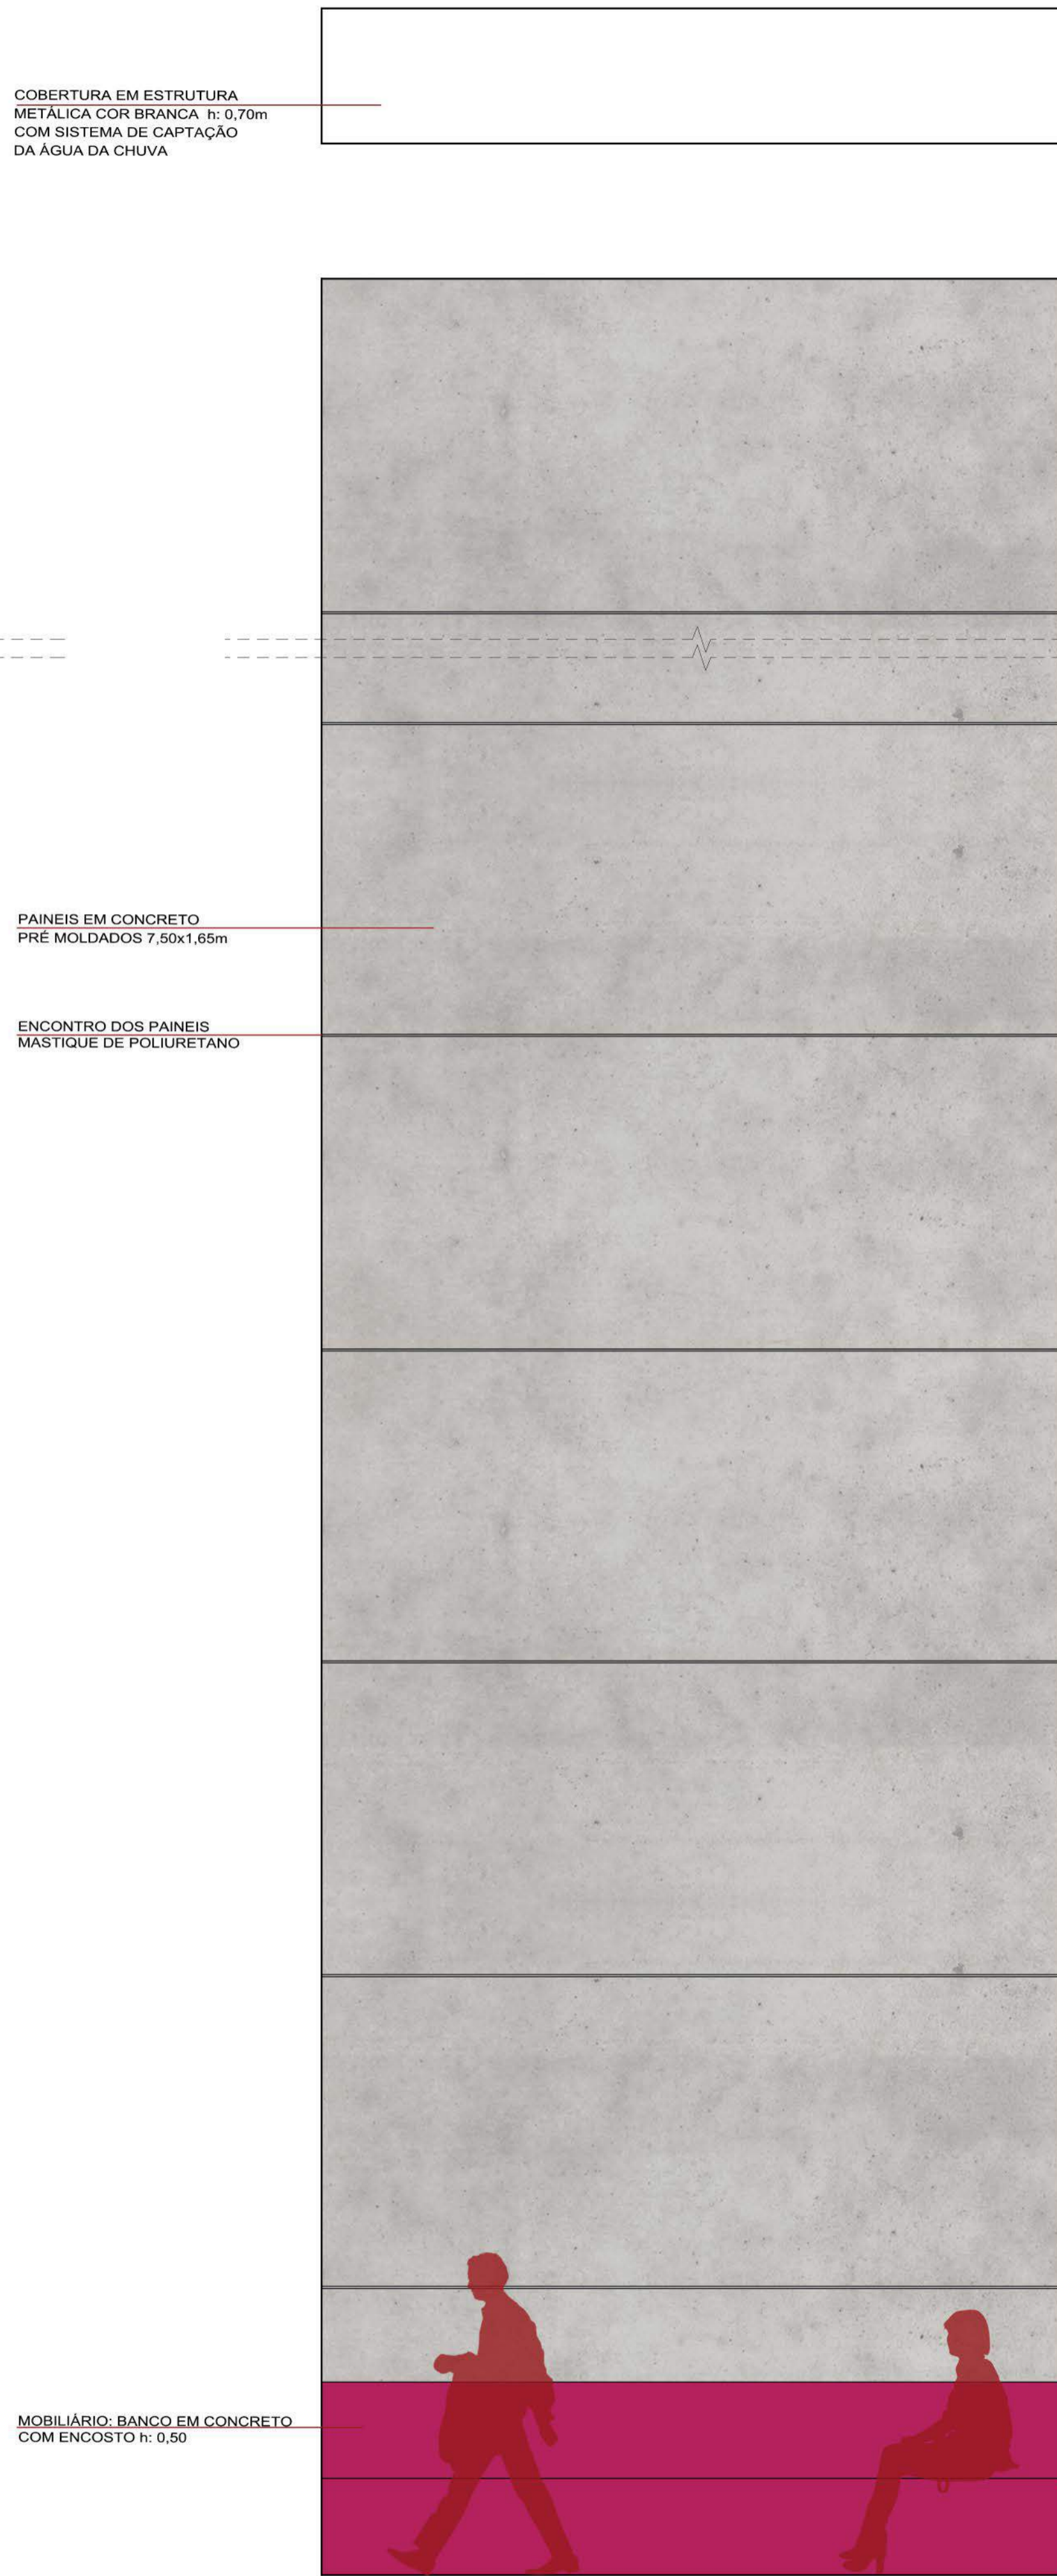 COBERTURA EM ESTRUTURA
METÁLICA COR BRANCA h: 0,70m
COM SISTEMA DE CAPTAÇÃO
DA ÁGUA DA CHUVA
PAINEIS EM CONCRETO
PRÉ MOLDADOS 7,50x1,65m
ENCONTRO DOS PAINEIS
MASTIQUE DE POLIURETANO
MOBILIÁRIO: BANCO EM CONCRETO
COM ENCOSTO h: 0,50